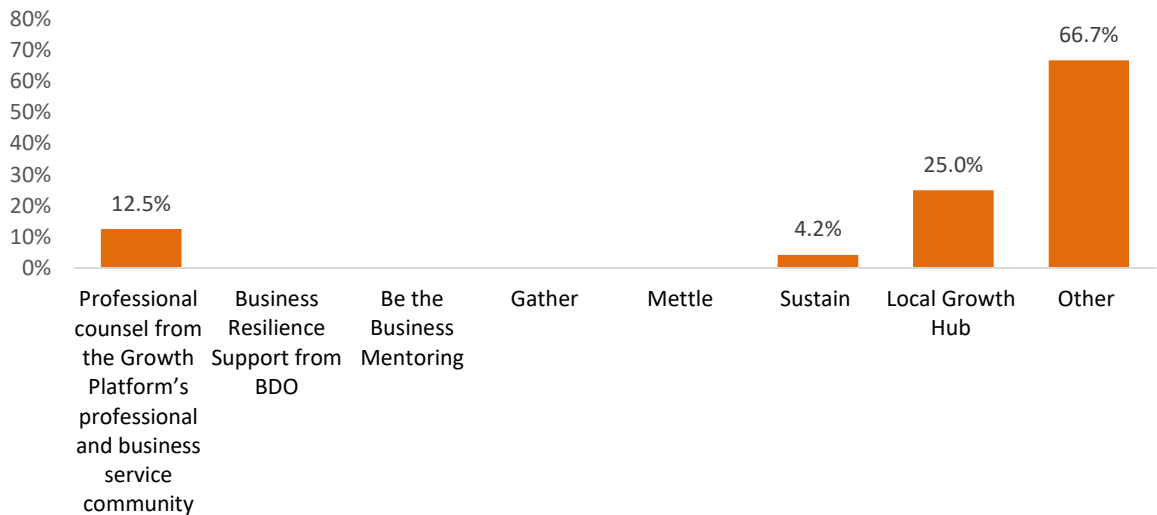 80%
70%
60%
50%
40%
30%
20%
10%
0%
12.5%
4.2%
25.0%
66.7%
Professional
counsel from
the Growth
Platform’s
professional
and business
service
community
Business
Resilience
Support from
BDO
Be the
Business
Mentoring
Gather
Mettle
Sustain
Local Growth
Hub
Other